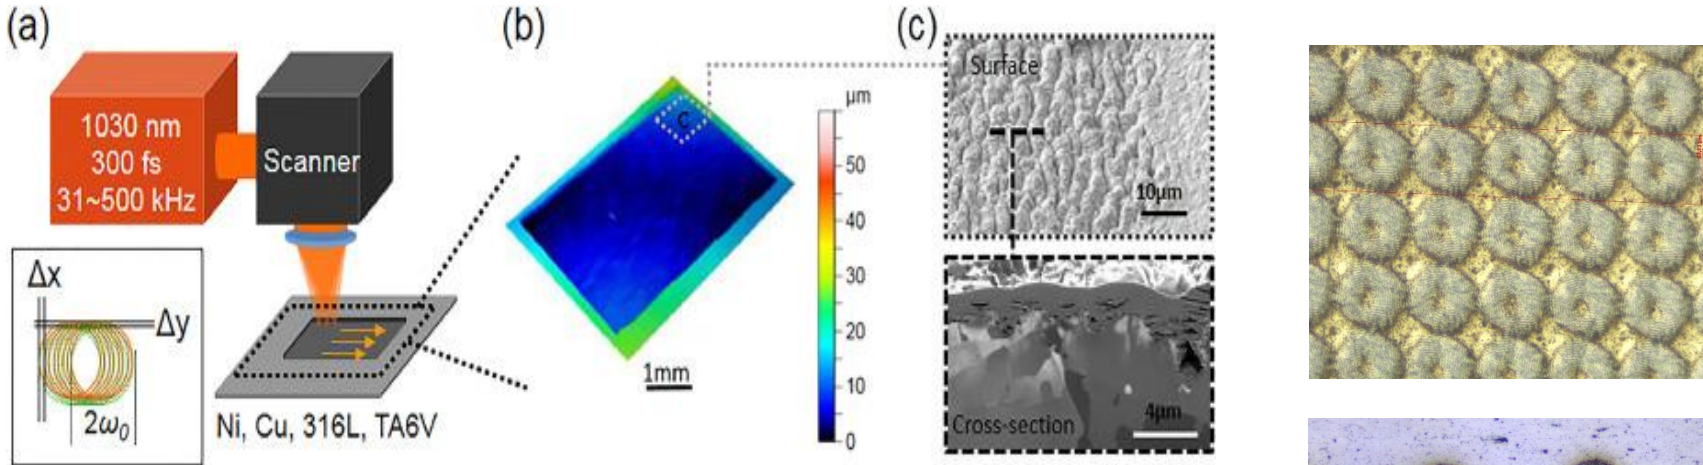 (a)
1030 nm
300 fs
31~500 kHz
Scanner
Δx
Δy
2ω₀
Ni, Cu, 316L, TA6V
(b)
C
1mm
μm
50
40
30
20
10
0
(c)
Surface
10μm
Cross-section
4μm